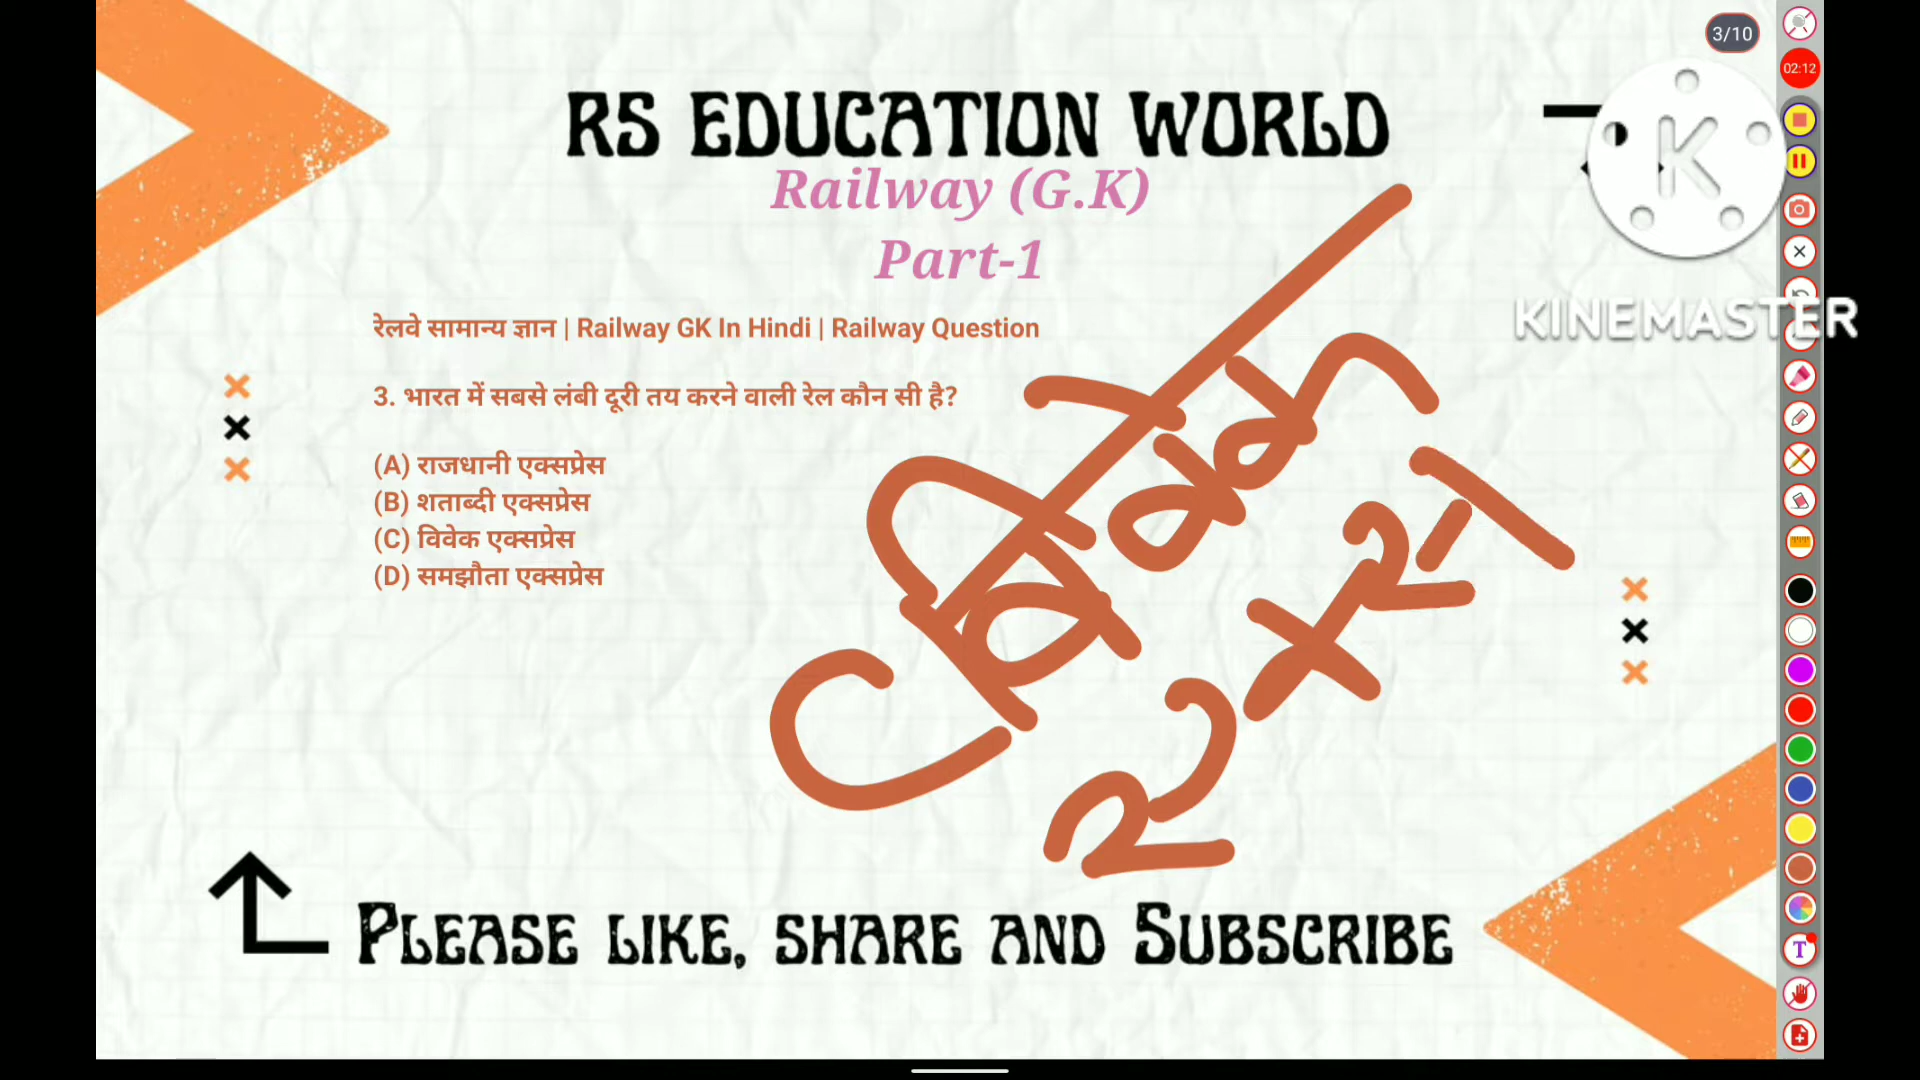 3/10
02:12
RS EDUCATION WORLD
Railway (G.K)
Part-1
K
KINEMASTER
रेलवे सामान्य ज्ञान | Railway GK In Hindi | Railway Question
3. भारत में सबसे लंबी दूरी तय करने वाली रेल कौन सी है?
(A) राजधानी एक्सप्रेस
(B) शताब्दी एक्सप्रेस
(C) विवेक एक्सप्रेस
(D) समझौता एक्सप्रेस
C विवेक
T
PLEASE LIKE, SHARE AND SUBSCRIBE